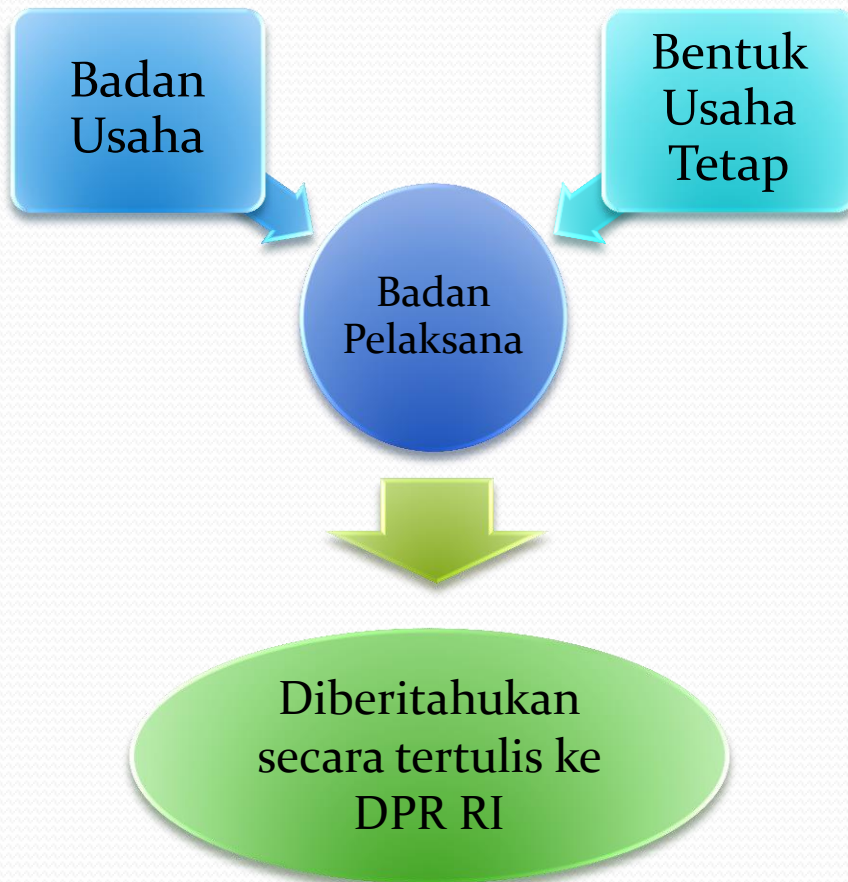 Badan
Usaha
Bentuk
Usaha
Tetap
Badan
Pelaksana
Diberitahukan
secara tertulis ke
DPR RI